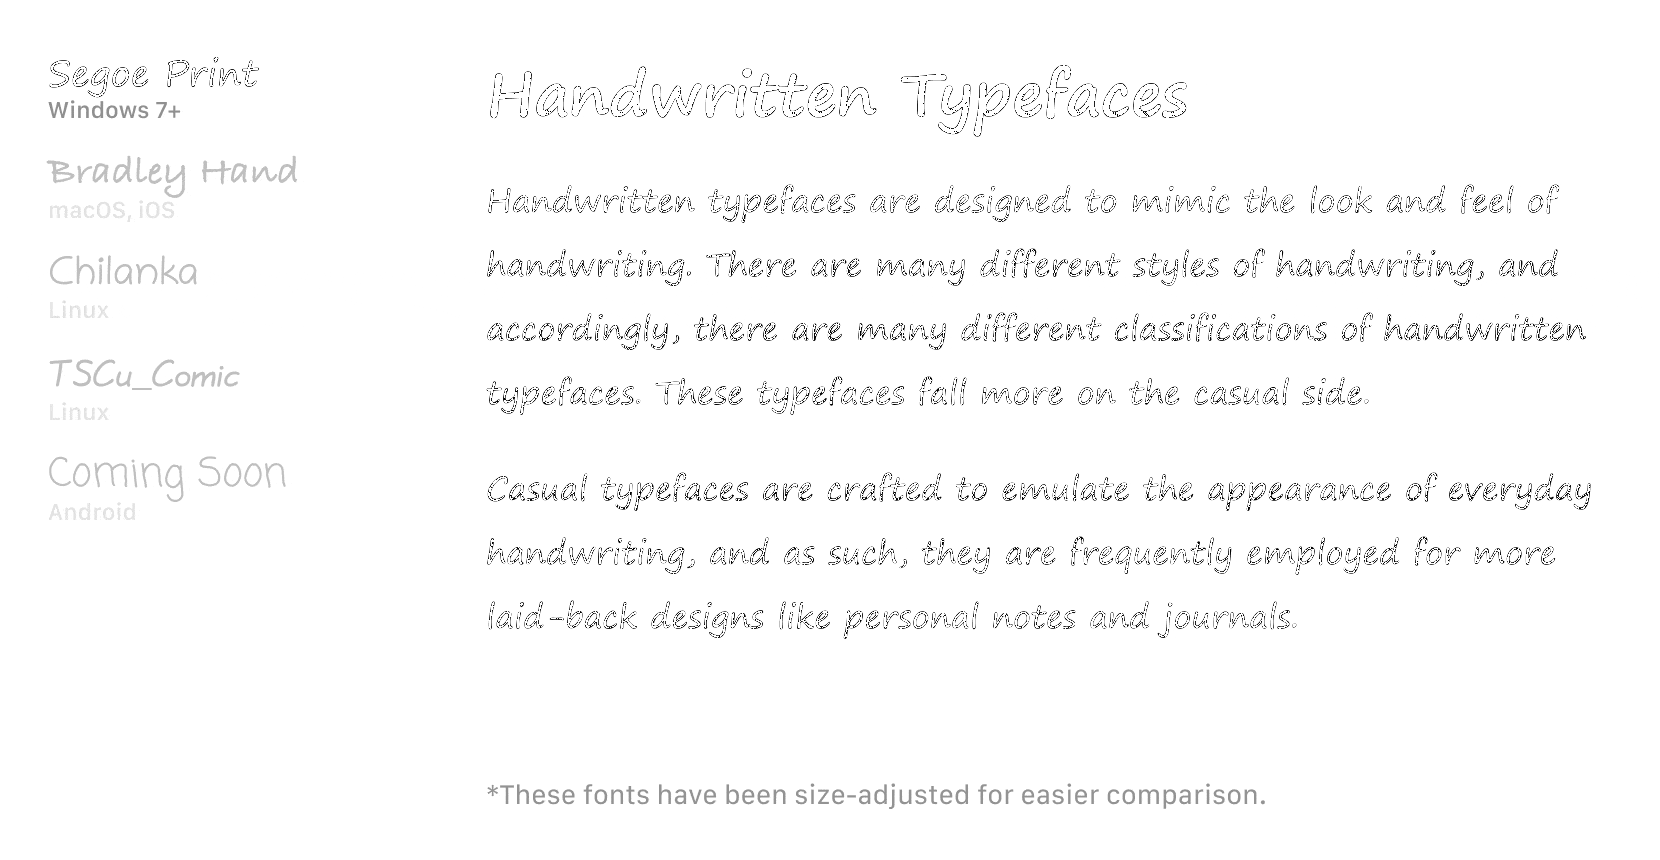 Segoe Print
Windows 7+
Bradley Hand
macOS, iOS
Chilanka
Linux
TSCu_Comic
Linux
Coming Soon
Android
Handwritten Typefaces
Handwritten typefaces are designed to mimic the look and feel of
handwriting. There are many different styles of handwriting, and
accordingly, there are many different classifications of handwritten
typefaces. These typefaces fall more on the casual side.
Casual typefaces are crafted to emulate the appearance of everyday
handwriting, and as such, they are frequently employed for more
laid-back designs like personal notes and journals.
*These fonts have been size-adjusted for easier comparison.